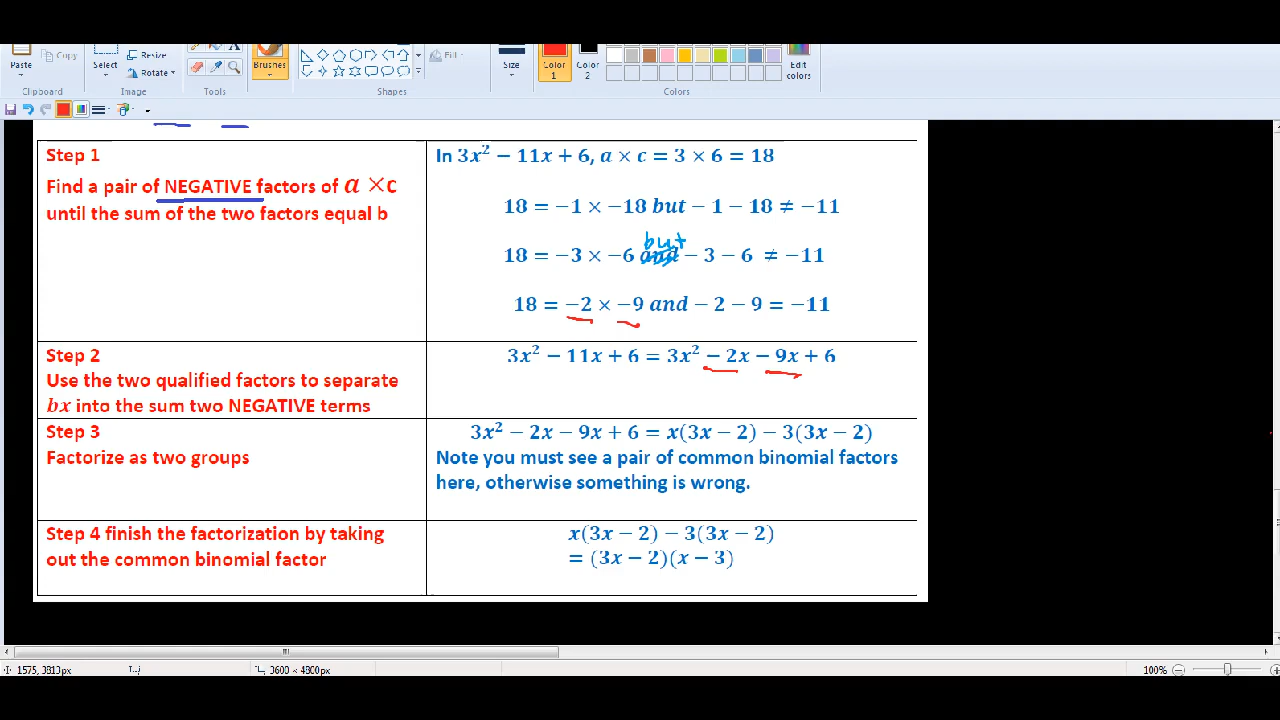 Paste
Copy
Select
Resize
Rotate
A
Brushes
Fill
Size
Color 1
Color 2
Edit colors
Clipboard
Image
Tools
Shapes
Colors
Step 1
Find a pair of NEGATIVE factors of a ×c
until the sum of the two factors equal b
In 3x² − 11x + 6, a × c = 3 × 6 = 18
18 = −1 × −18 but − 1 − 18 ≠ −11
but
18 = −3 × −6 and − 3 − 6 ≠ −11
18 = −2 × −9 and − 2 − 9 = −11
Step 2
Use the two qualified factors to separate
bx into the sum two NEGATIVE terms
3x² − 11x + 6 = 3x² − 2x − 9x + 6
Step 3
Factorize as two groups
3x² − 2x − 9x + 6 = x(3x − 2) − 3(3x − 2)
Note you must see a pair of common binomial factors
here, otherwise something is wrong.
Step 4 finish the factorization by taking
out the common binomial factor
x(3x − 2) − 3(3x − 2)
= (3x − 2)(x − 3)
1575, 3813px
3600 × 4800px
100%